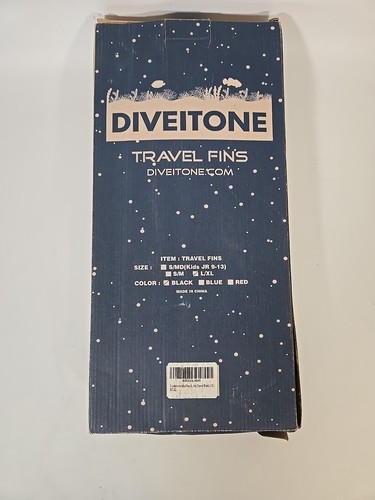 DIVEITONE
TRAVEL FINS
DIVEITONE.COM
ITEM : TRAVEL FINS
SIZE : S/MD(Kids JR 9-13)
S/M L/XL
COLOR : BLACK BLUE RED
MADE IN CHINA